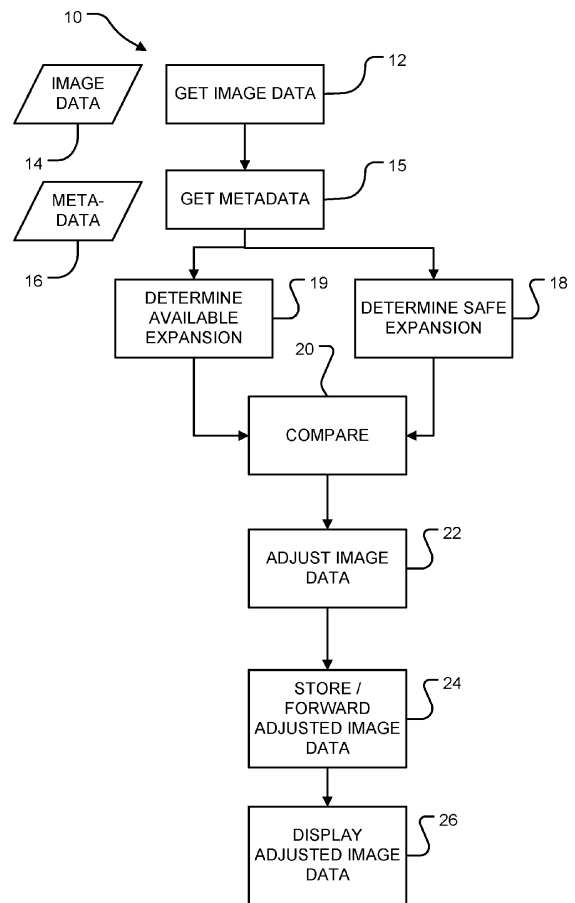 10
12
IMAGE
DATA
GET IMAGE DATA
14
15
META-
DATA
GET METADATA
16
19
18
DETERMINE
AVAILABLE
EXPANSION
DETERMINE SAFE
EXPANSION
20
COMPARE
22
ADJUST IMAGE
DATA
24
STORE /
FORWARD
ADJUSTED IMAGE
DATA
26
DISPLAY
ADJUSTED IMAGE
DATA